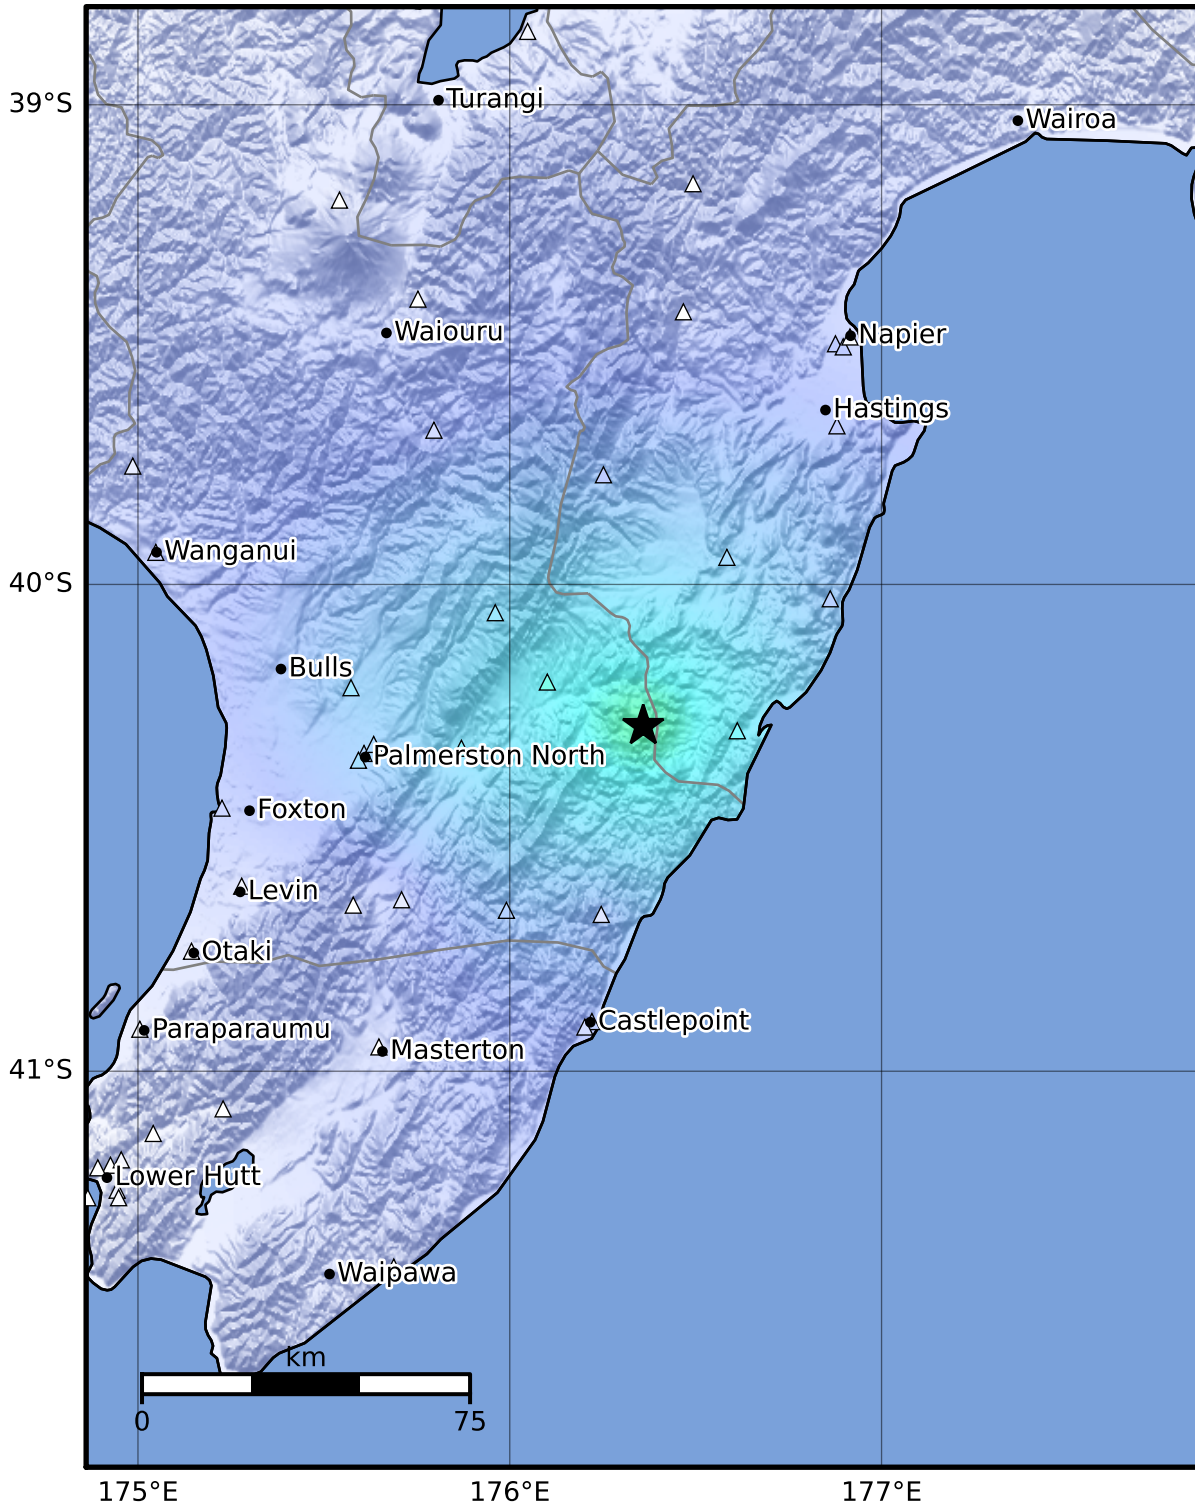 39°S
Turangi
Wairoa
Waiouru
Napier
Hastings
Wanganui
40°S
Bulls
Palmerston North
Foxton
Levin
Otaki
Castlepoint
Paraparaumu
Masterton
41°S
Lower Hutt
Waipawa
km
0 75
175°E 176°E 177°E